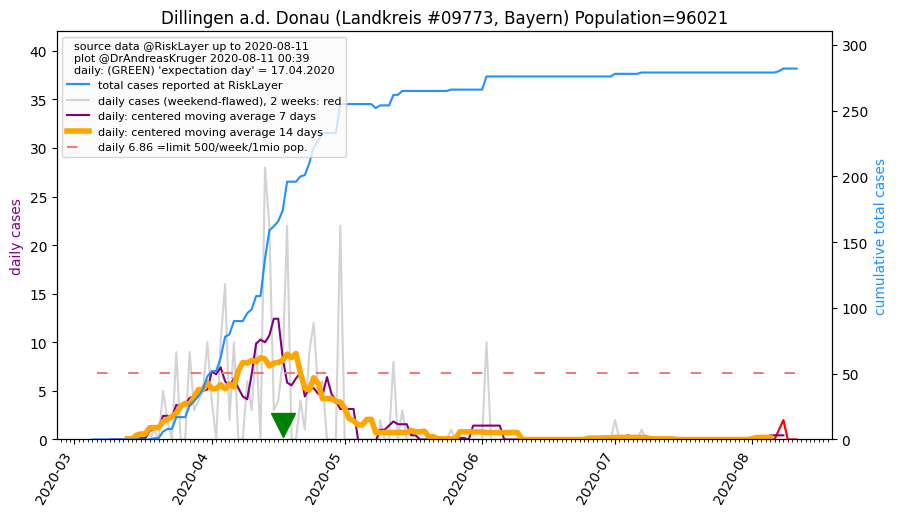 Dillingen a.d. Donau (Landkreis #09773, Bayern) Population=96021
source data @RiskLayer up to 2020-08-11
plot @DrAndreasKruger 2020-08-11 00:39
daily: (GREEN) 'expectation day' = 17.04.2020
total cases reported at RiskLayer
daily cases (weekend-flawed), 2 weeks: red
daily: centered moving average 7 days
daily: centered moving average 14 days
daily 6.86 =limit 500/week/1mio pop.
daily cases
40
35
30
25
20
15
10
5
0
cumulative total cases
300
250
200
150
100
50
0
2020-03
2020-04
2020-05
2020-06
2020-07
2020-08